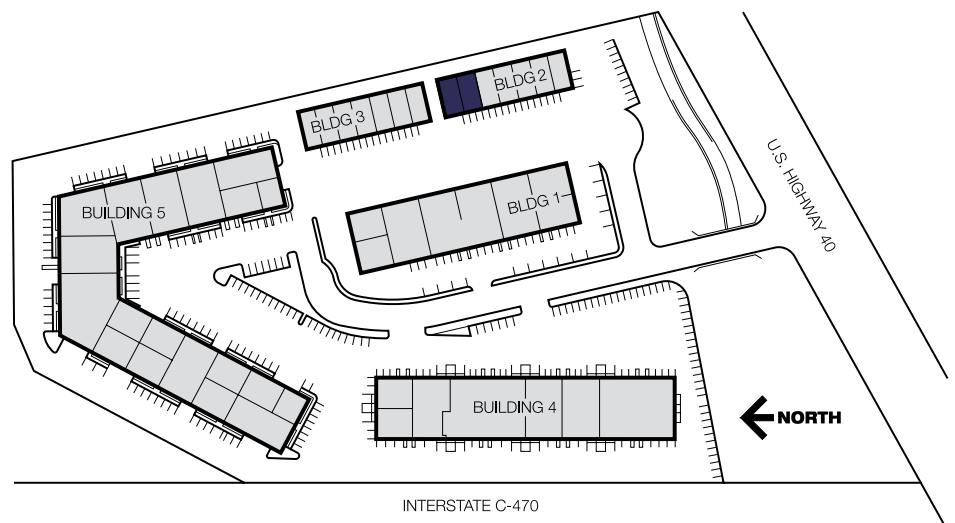 BLDG 2
BLDG 3
U.S. HIGHWAY 40
BUILDING 5
BLDG 1
BUILDING 4
NORTH
INTERSTATE C-470